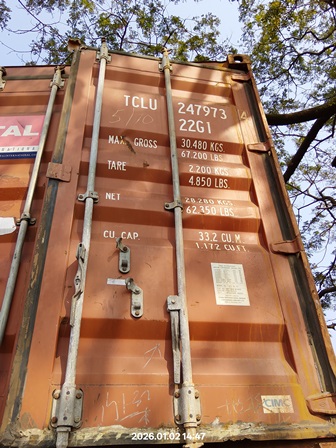 TCLU 247973
22G1
MAX. GROSS 30.480 KGS
67.200 LBS.
TARE 2.200 KGS
4.850 LBS.
NET 28.280 KGS
62.350 LBS.
CU. CAP. 33.2 CU.M.
1.172 CU.FT.
CIMC
2026.01.02 14:47